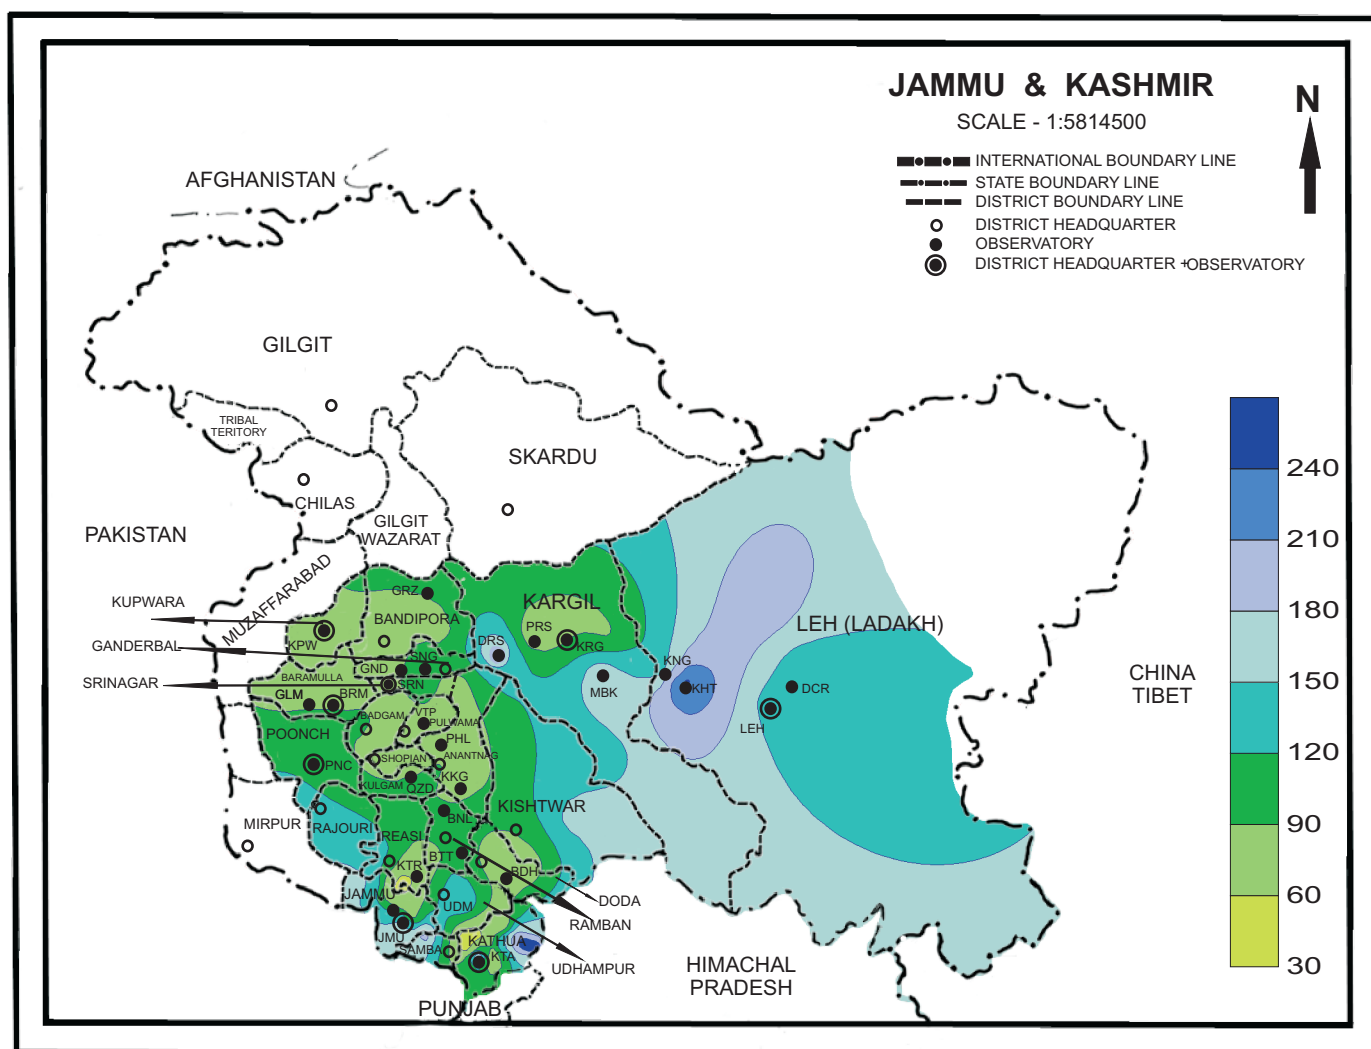 JAMMU & KASHMIR
SCALE - 1:5814500
N
INTERNATIONAL BOUNDARY LINE
STATE BOUNDARY LINE
DISTRICT BOUNDARY LINE
DISTRICT HEADQUARTER
OBSERVATORY
DISTRICT HEADQUARTER +OBSERVATORY
AFGHANISTAN
GILGIT
TRIBAL
TERITORY
SKARDU
CHILAS
GILGIT
WAZARAT
PAKISTAN
MUZAFFARABAD
KUPWARA
GANDERBAL
SRINAGAR
GRZ
BANDIPORA
KPW
KARGIL
PRS
KRG
DRS
SNG
GND
SRN
BARAMULLA
GLM
BRM
MBK
KNG
KHT
LEH (LADAKH)
DCR
LEH
CHINA
TIBET
BADGAM
VTP
PULWAMA
POONCH
PHL
PNC
SHOPIAN
ANANTNAG
KULGAM
QZD
KKG
KISHTWAR
BNL
MIRPUR
RAJOURI
REASI
BTT
KTR
BDH
JAMMU
UDM
DODA
RAMBAN
JMU
SAMBA
KATHUA
KTA
UDHAMPUR
HIMACHAL
PRADESH
PUNJAB
240
210
180
150
120
90
60
30